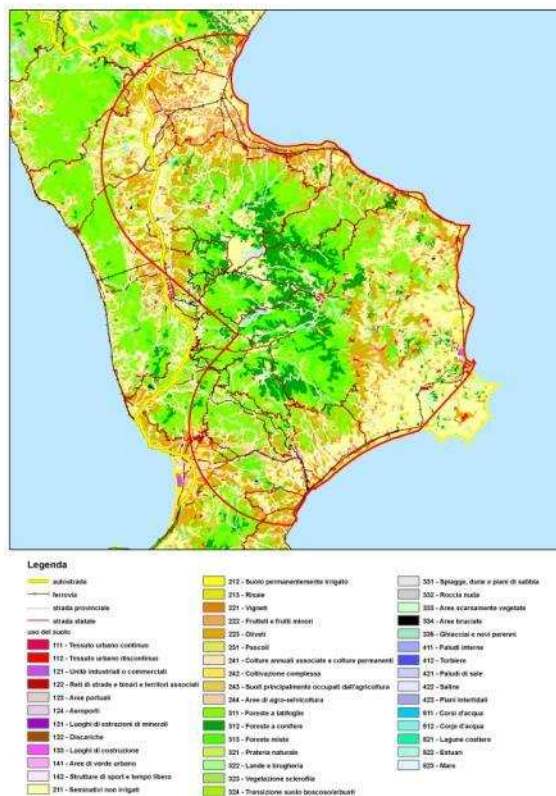 Legenda
autostrada
ferrovia
strada provinciale
strada statale
uso del suolo
111 - Tessuto urbano continuo
112 - Tessuto urbano discontinuo
121 - Unità industriali o commerciali
122 - Reti di strade e binari e territori associati
123 - Aree portuali
124 - Aeroporti
131 - Luoghi di estrazioni di minerali
132 - Discariche
133 - Luoghi di costruzione
141 - Aree di verde urbano
142 - Strutture di sport e tempo libero
211 - Seminativi non irrigati
212 - Suolo permanentemente irrigato
213 - Risaie
221 - Vigneti
222 - Frutteti e frutti minori
223 - Oliveti
231 - Pascoli
241 - Colture annuali associate a colture permanenti
242 - Coltivazione complessa
243 - Suoli principalmente occupati dall'agricoltura
244 - Aree di agro-selvicoltura
311 - Foreste a latifoglie
312 - Foreste a conifere
313 - Foreste miste
321 - Prateria naturale
322 - Lande e brugheria
323 - Vegetazione sclerofila
324 - Transizione suolo boscoso/arbusti
331 - Spiagge, dune e piani di sabbia
332 - Roccia nuda
333 - Aree scarsamente vegetate
334 - Aree bruciate
335 - Ghiacciai e nevi perenni
411 - Paludi interne
412 - Torbiere
421 - Paludi di sale
422 - Saline
423 - Piani intertidali
511 - Corsi d'acqua
512 - Corpi d'acqua
521 - Lagune costiere
522 - Estuari
523 - Mare